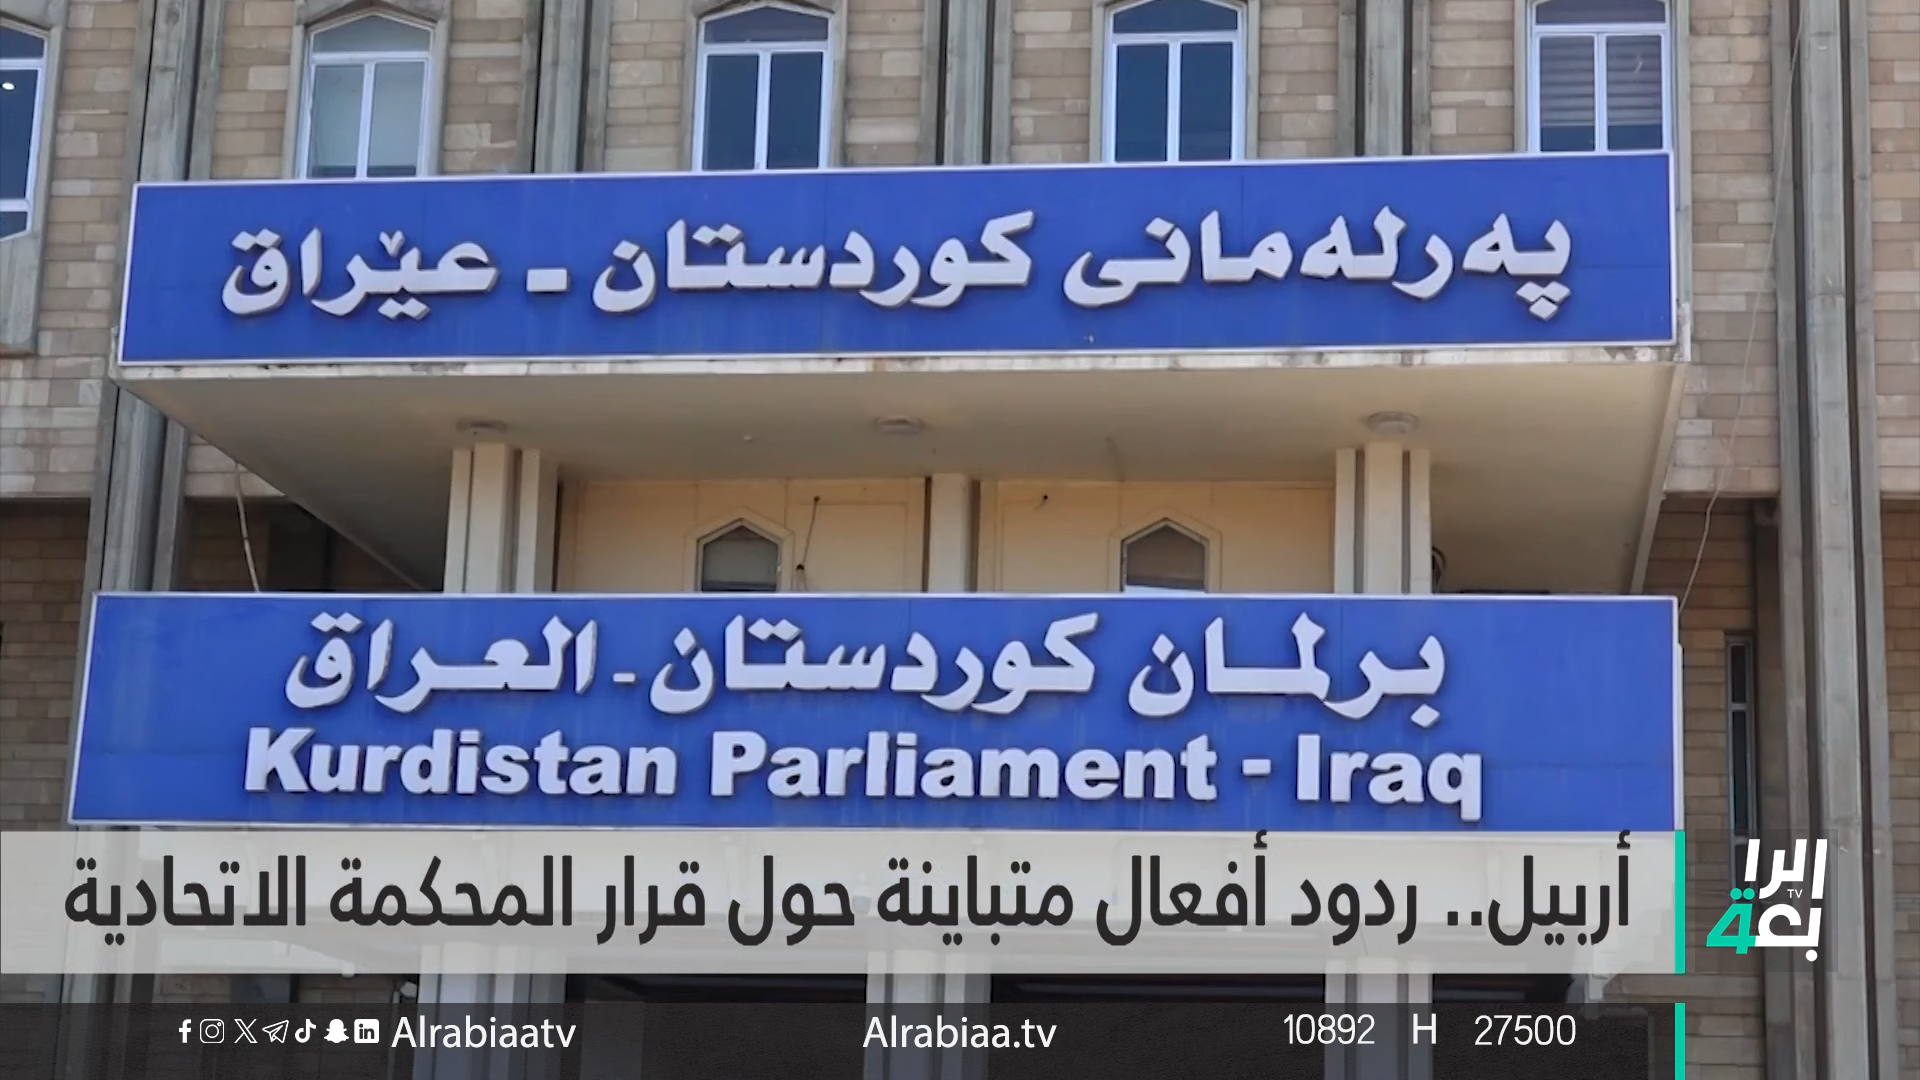 پەرلەمانی كوردستان - عێراق
برلمان كوردستان - العراق
Kurdistan Parliament - Iraq
أربيل.. ردود أفعال متباينة حول قرار المحكمة الاتحادية
الرابعة
TV
Alrabiaatv
Alrabiaa.tv
10892 H 27500